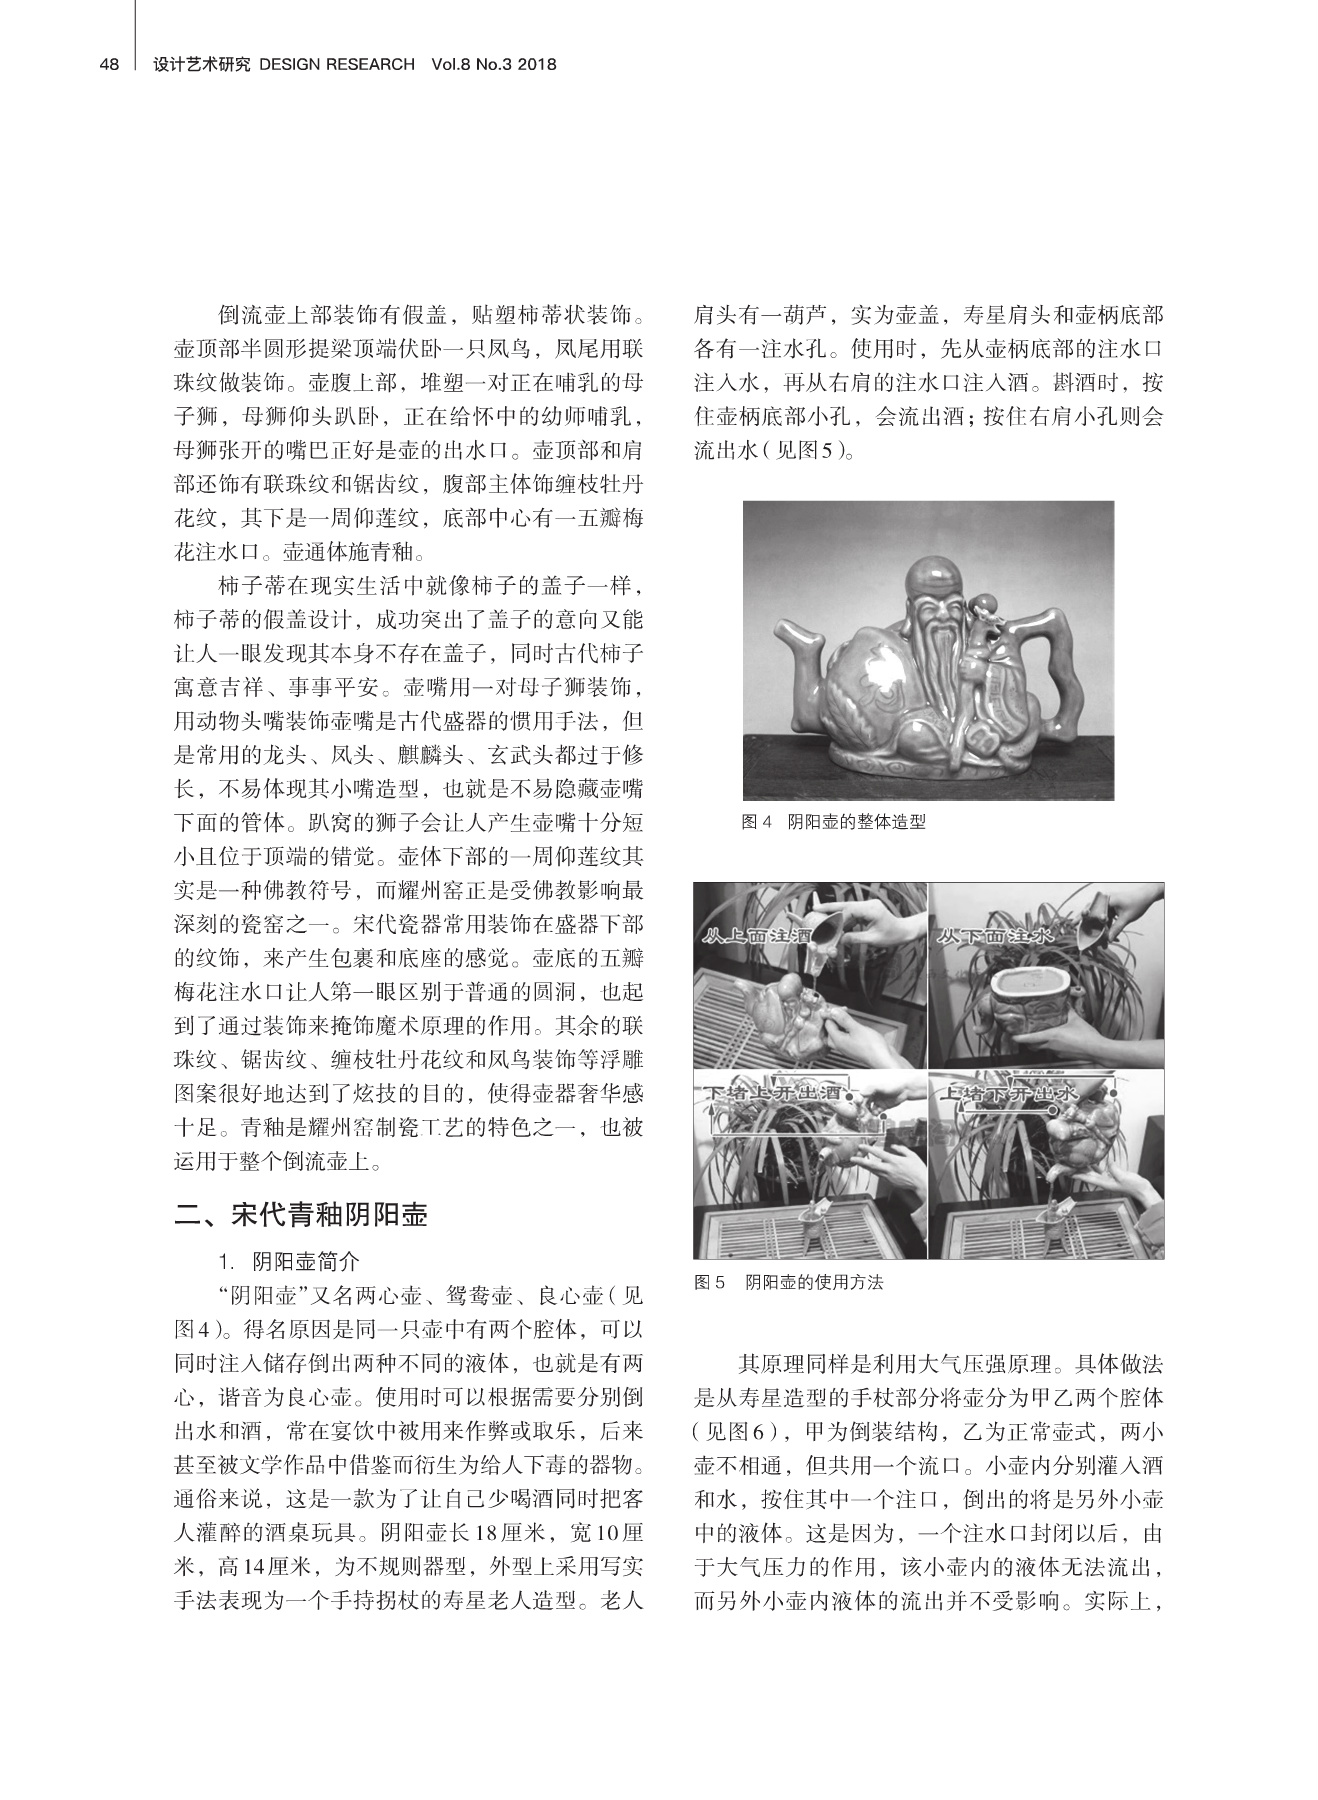 48 设计艺术研究 DESIGN RESEARCH Vol.8 No.3 2018
倒流壶上部装饰有假盖，贴塑柿蒂状装饰。
壶顶部半圆形提梁顶端伏卧一只凤鸟，凤尾用联
珠纹做装饰。壶腹上部，堆塑一对正在哺乳的母
子狮，母狮仰头趴卧，正在给怀中的幼师哺乳，
母狮张开的嘴巴正好是壶的出水口。壶顶部和肩
部还饰有联珠纹和锯齿纹，腹部主体饰缠枝牡丹
花纹，其下是一周仰莲纹，底部中心有一五瓣梅
花注水口。壶通体施青釉。
柿子蒂在现实生活中就像柿子的盖子一样，
柿子蒂的假盖设计，成功突出了盖子的意向又能
让人一眼发现其本身不存在盖子，同时古代柿子
寓意吉祥、事事平安。壶嘴用一对母子狮装饰，
用动物头嘴装饰壶嘴是古代盛器的惯用手法，但
是常用的龙头、凤头、麒麟头、玄武头都过于修
长，不易体现其小嘴造型，也就是不易隐藏壶嘴
下面的管体。趴窝的狮子会让人产生壶嘴十分短
小且位于顶端的错觉。壶体下部的一周仰莲纹其
实是一种佛教符号，而耀州窑正是受佛教影响最
深刻的瓷窑之一。宋代瓷器常用装饰在盛器下部
的纹饰，来产生包裹和底座的感觉。壶底的五瓣
梅花注水口让人第一眼区别于普通的圆洞，也起
到了通过装饰来掩饰魔术原理的作用。其余的联
珠纹、锯齿纹、缠枝牡丹花纹和凤鸟装饰等浮雕
图案很好地达到了炫技的目的，使得壶器奢华感
十足。青釉是耀州窑制瓷工艺的特色之一，也被
运用于整个倒流壶上。
二、宋代青釉阴阳壶
1. 阴阳壶简介
“阴阳壶”又名两心壶、鸳鸯壶、良心壶（见
图4）。得名原因是同一只壶中有两个腔体，可以
同时注入储存倒出两种不同的液体，也就是有两
心，谐音为良心壶。使用时可以根据需要分别倒
出水和酒，常在宴饮中被用来作弊或取乐，后来
甚至被文学作品中借鉴而衍生为给人下毒的器物。
通俗来说，这是一款为了让自己少喝酒同时把客
人灌醉的酒桌玩具。阴阳壶长18厘米，宽10厘
米，高14厘米，为不规则器型，外型上采用写实
手法表现为一个手持拐杖的寿星老人造型。老人
肩头有一葫芦，实为壶盖，寿星肩头和壶柄底部
各有一注水孔。使用时，先从壶柄底部的注水口
注入水，再从右肩的注水口注入酒。斟酒时，按
住壶柄底部小孔，会流出酒；按住右肩小孔则会
流出水（见图5）。
图 4 阴阳壶的整体造型
从上面注酒
从下面注水
下堵上开出酒
上堵下开出水
图 5 阴阳壶的使用方法
其原理同样是利用大气压强原理。具体做法
是从寿星造型的手杖部分将壶分为甲乙两个腔体
（见图6），甲为倒装结构，乙为正常壶式，两小
壶不相通，但共用一个流口。小壶内分别灌入酒
和水，按住其中一个注口，倒出的将是另外小壶
中的液体。这是因为，一个注水口封闭以后，由
于大气压力的作用，该小壶内的液体无法流出，
而另外小壶内液体的流出并不受影响。实际上，